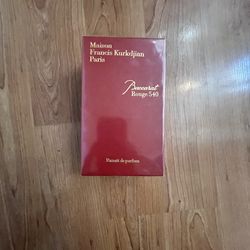 Maison
Francis Kurkdjian
Paris
Baccarat
Rouge 540
Extrait de parfum